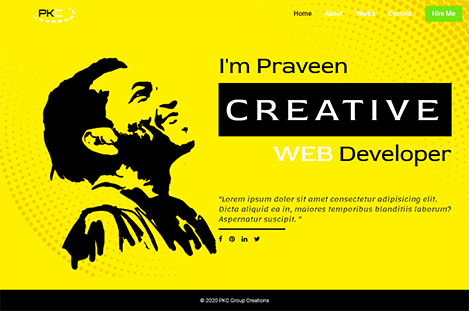 PKC
Home About Works Contact Hire Me
I'm Praveen
CREATIVE
WEB Developer
"Lorem ipsum dolor sit amet consectetur adipisicing elit.
Dicta aliquid ea in, maiores temporibus blanditiis laborum?
Aspernatur suscipit. "
© 2020 PKC Group Creations